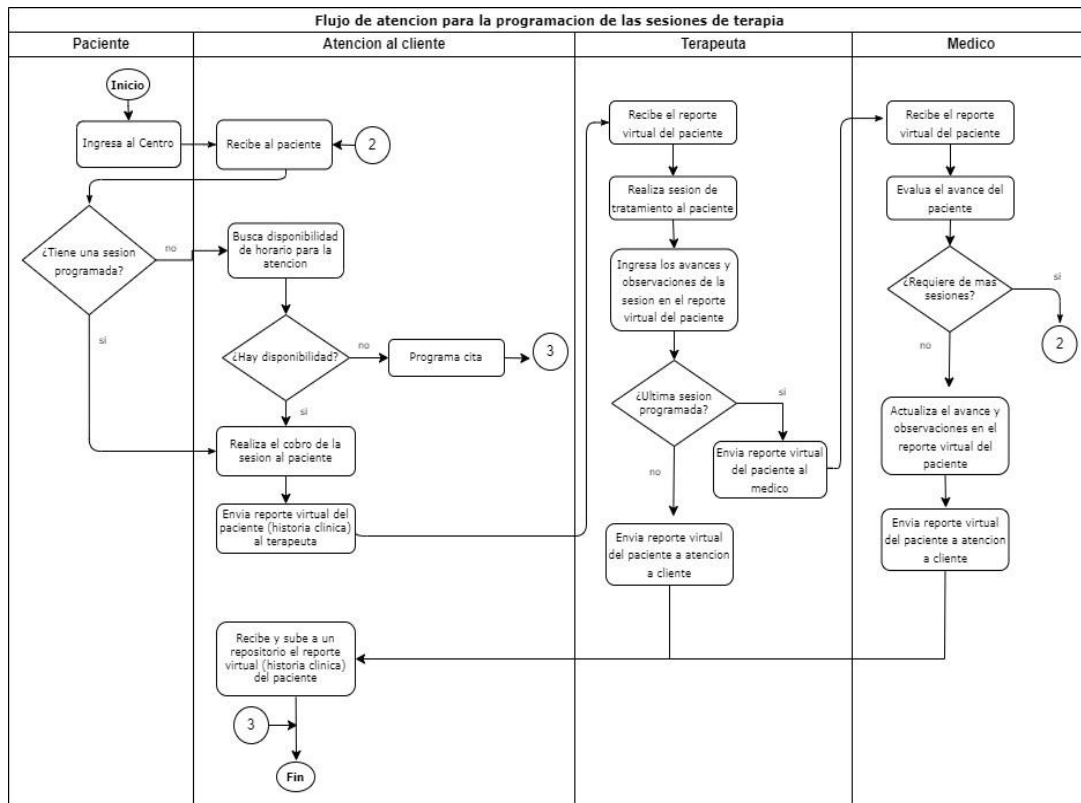 Flujo de atencion para la programacion de las sesiones de terapia
Paciente
Atencion al cliente
Terapeuta
Medico
Inicio
Ingresa al Centro
Recibe al paciente
2
¿Tiene una sesion
programada?
no
si
Busca disponibilidad
de horario para la
atencion
¿Hay disponibilidad?
no
Programa cita
3
si
Realiza el cobro de la
sesion al paciente
Envia reporte virtual del
paciente (historia clinica)
al terapeuta
Recibe el reporte
virtual del paciente
Realiza sesion de
tratamiento al paciente
Ingresa los avances y
observaciones de la
sesion en el reporte
virtual del paciente
¿Ultima sesion
programada?
si
no
Envia reporte virtual
del paciente al
medico
Envia reporte virtual
del paciente a atencion
a cliente
Recibe el reporte
virtual del paciente
Evalua el avance del
paciente
¿Requiere de mas
sesiones?
si
2
no
Actualiza el avance y
observaciones en el
reporte virtual del
paciente
Envia reporte virtual
del paciente a atencion
a cliente
Recibe y sube a un
repositorio el reporte
virtual (historia clinica)
del paciente
3
Fin